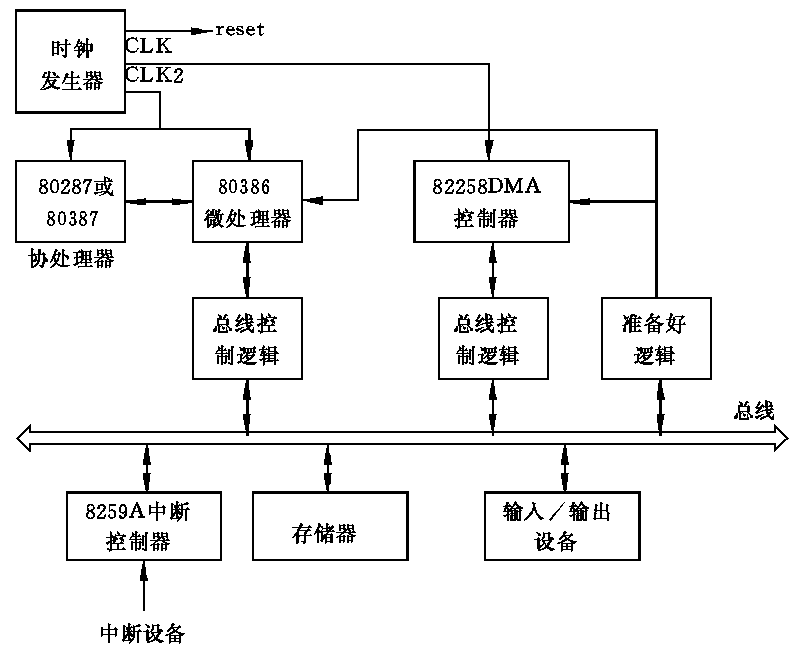 时钟
发生器
reset
CLK
CLK2
80287或
80387
协处理器
80386
微处理器
82258DMA
控制器
总线控
制逻辑
总线控
制逻辑
准备好
逻辑
总线
8259A中断
控制器
存储器
输入／输出
设备
中断设备